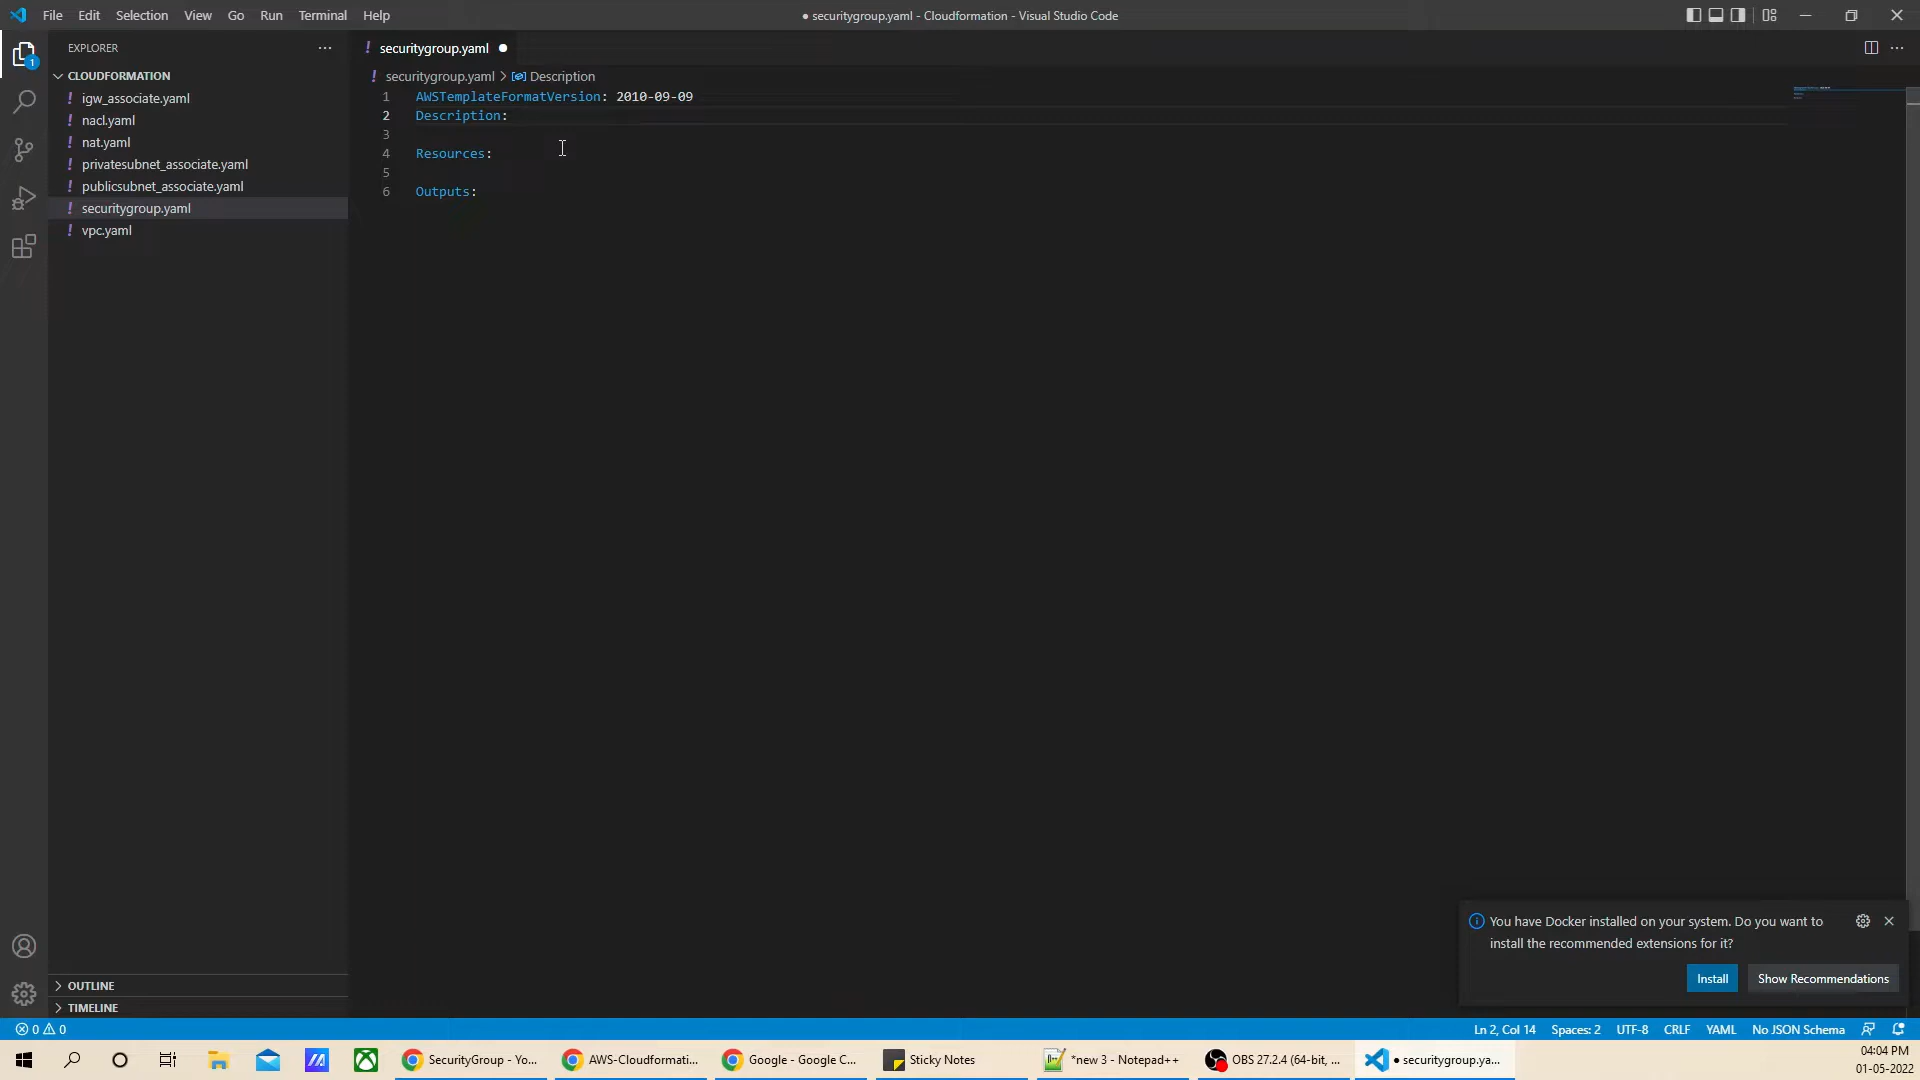 File Edit Selection View Go Run Terminal Help
● securitygroup.yaml - Cloudformation - Visual Studio Code
EXPLORER
CLOUDFORMATION
! igw_associate.yaml
! nacl.yaml
! nat.yaml
! privatesubnet_associate.yaml
! publicsubnet_associate.yaml
! securitygroup.yaml
! vpc.yaml
OUTLINE
TIMELINE
! securitygroup.yaml ●
! securitygroup.yaml > Description
1 AWSTemplateFormatVersion: 2010-09-09
2 Description:
3
4 Resources:
5
6 Outputs:
You have Docker installed on your system. Do you want to
install the recommended extensions for it?
Install Show Recommendations
0 0 Ln 2, Col 14 Spaces: 2 UTF-8 CRLF YAML No JSON Schema
SecurityGroup - Yo... AWS-Cloudformati... Google - Google C... Sticky Notes *new 3 - Notepad++ OBS 27.2.4 (64-bit, ... ● securitygroup.ya...
04:04 PM
01-05-2022